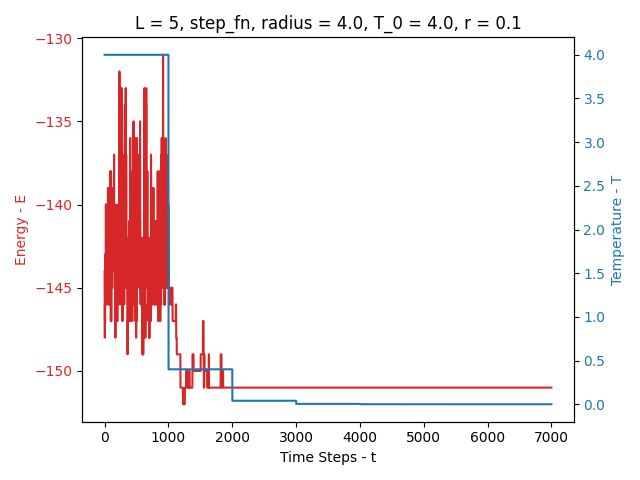 L = 5, step_fn, radius = 4.0, T_0 = 4.0, r = 0.1
−130
−135
−140
−145
−150
Energy - E
4.0
3.5
3.0
2.5
2.0
1.5
1.0
0.5
0.0
Temperature - T
0 1000 2000 3000 4000 5000 6000 7000
Time Steps - t